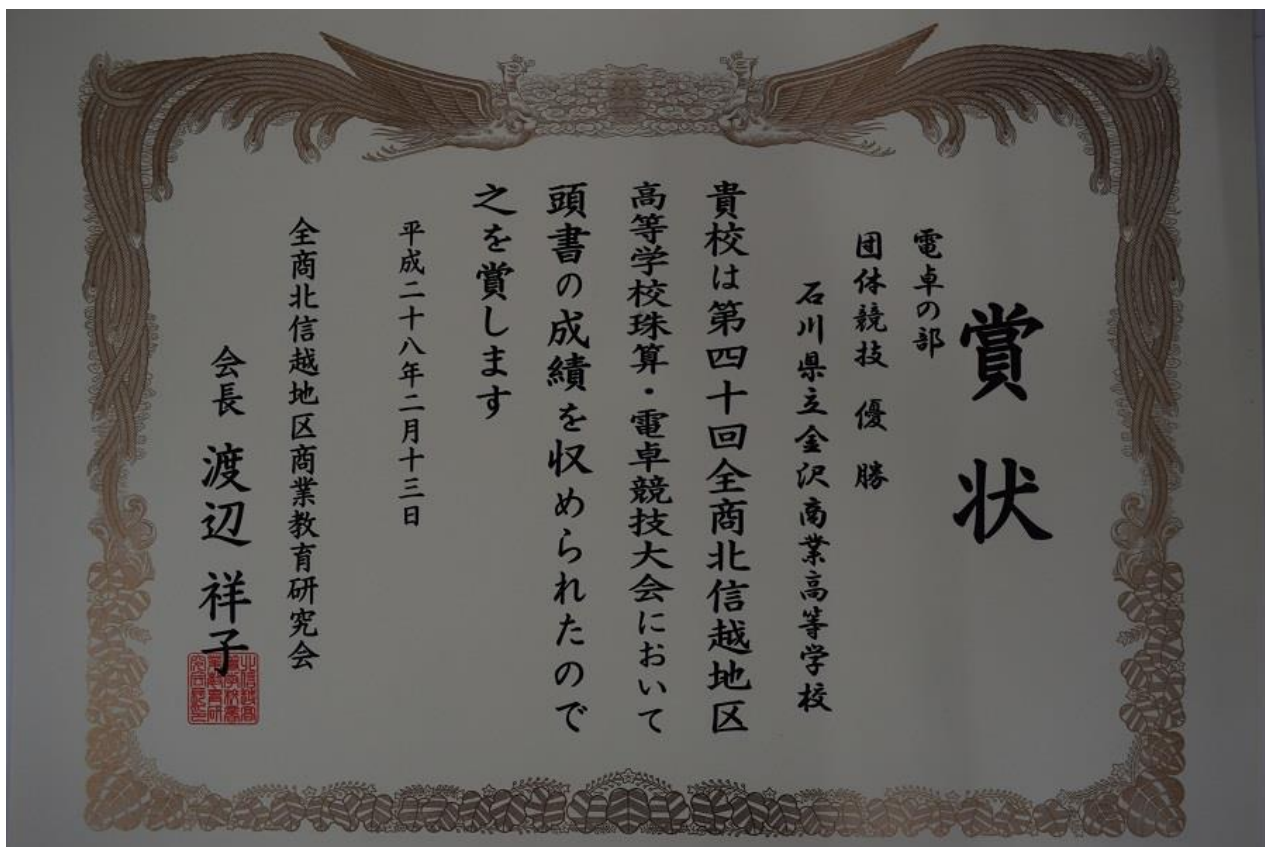 賞状
電卓の部
団体競技 優勝
石川県立金沢商業高等学校
貴校は第四十回全商北信越地区
高等学校珠算・電卓競技大会において
頭書の成績を収められたので
之を賞します
平成二十八年二月十三日
全商北信越地区商業教育研究会
会長 渡辺 祥子